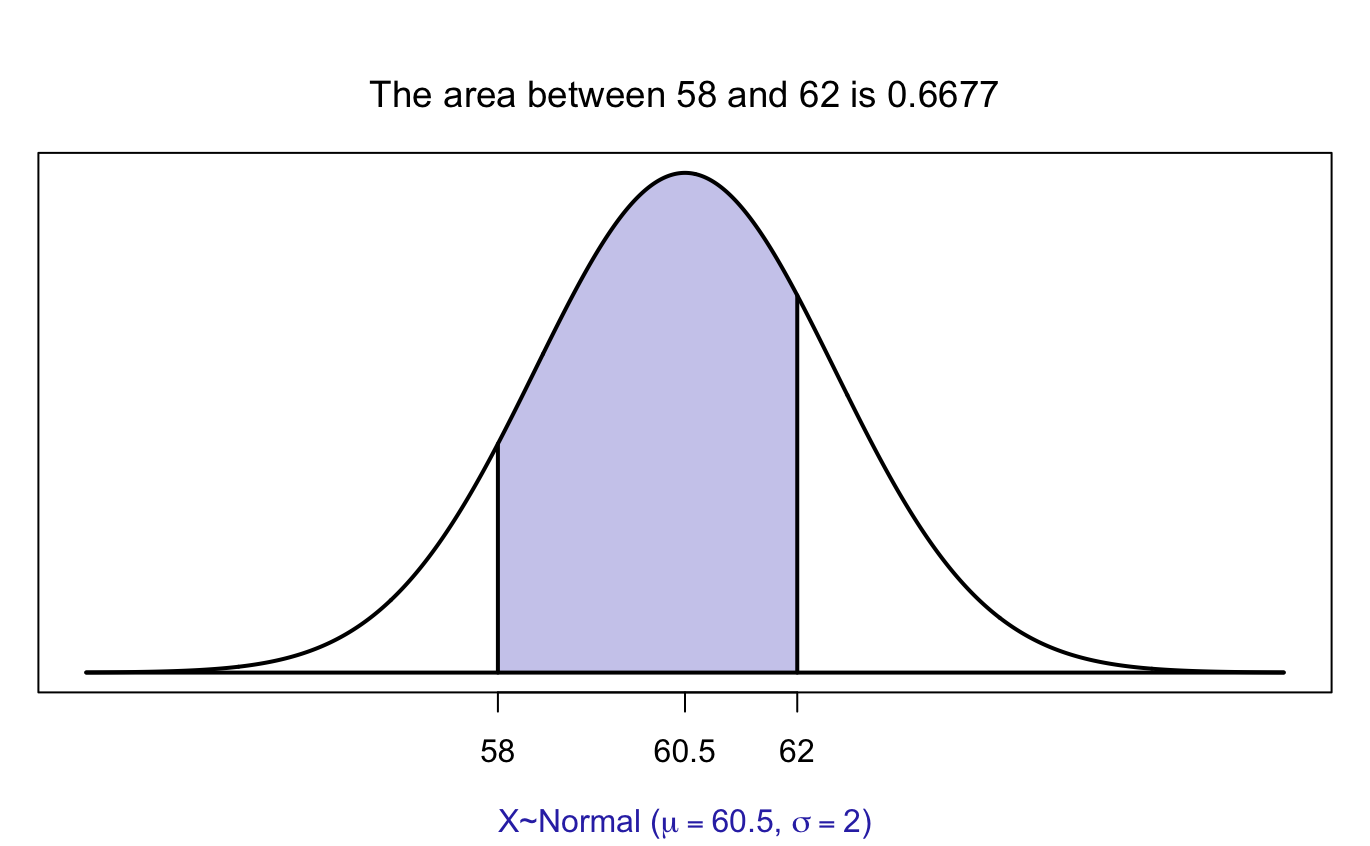 The area between 58 and 62 is 0.6677
58 60.5 62
X~Normal (μ = 60.5, σ = 2)